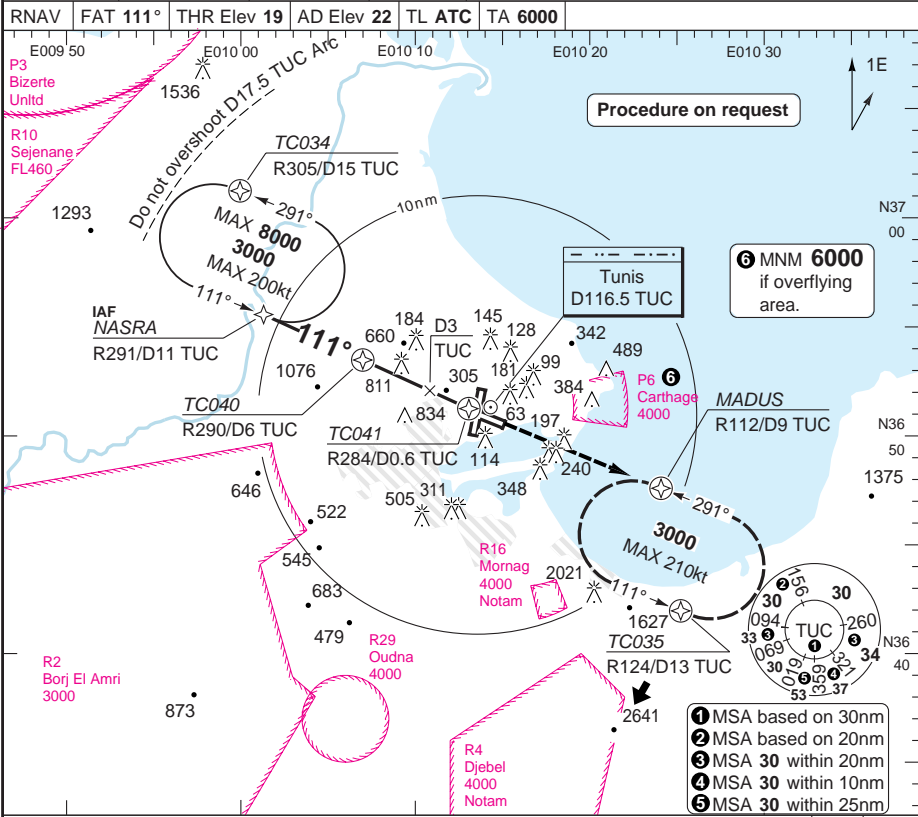 RNAV FAT 111° THR Elev 19 AD Elev 22 TL ATC TA 6000
E009 50
E010 00
E010 10
E010 20
E010 30
P3
Bizerte
Unltd
1536
R10
Sejenane
FL460
Do not overshoot D17.5 TUC Arc
Procedure on request
1E
TC034
R305/D15 TUC
1293
291°
MAX 8000
3000
MAX 200kt
111°
10nm
N37
00
Tunis
D116.5 TUC
6 MNM 6000
if overflying
area.
IAF
NASRA
R291/D11 TUC
111°
660
184
D3
TUC
145
128
342
489
1076
811
305
181
99
384
P6 6
Carthage
4000
TC040
R290/D6 TUC
834
63
197
MADUS
R112/D9 TUC
TC041
R284/D0.6 TUC
114
240
N36
50
646
505
311
348
291°
1375
522
545
3000
MAX 210kt
683
R16
Mornag
4000
Notam
2021
111°
1627
479
R29
Oudna
4000
TC035
R124/D13 TUC
R2
Borj El Amri
3000
873
2641
R4
Djebel
4000
Notam
N36
40
2
156
30
30
094
TUC
260
33 3
3
069
1
34
30
019
359
321
5
4
53
37
1 MSA based on 30nm
2 MSA based on 20nm
3 MSA 30 within 20nm
4 MSA 30 within 10nm
5 MSA 30 within 25nm